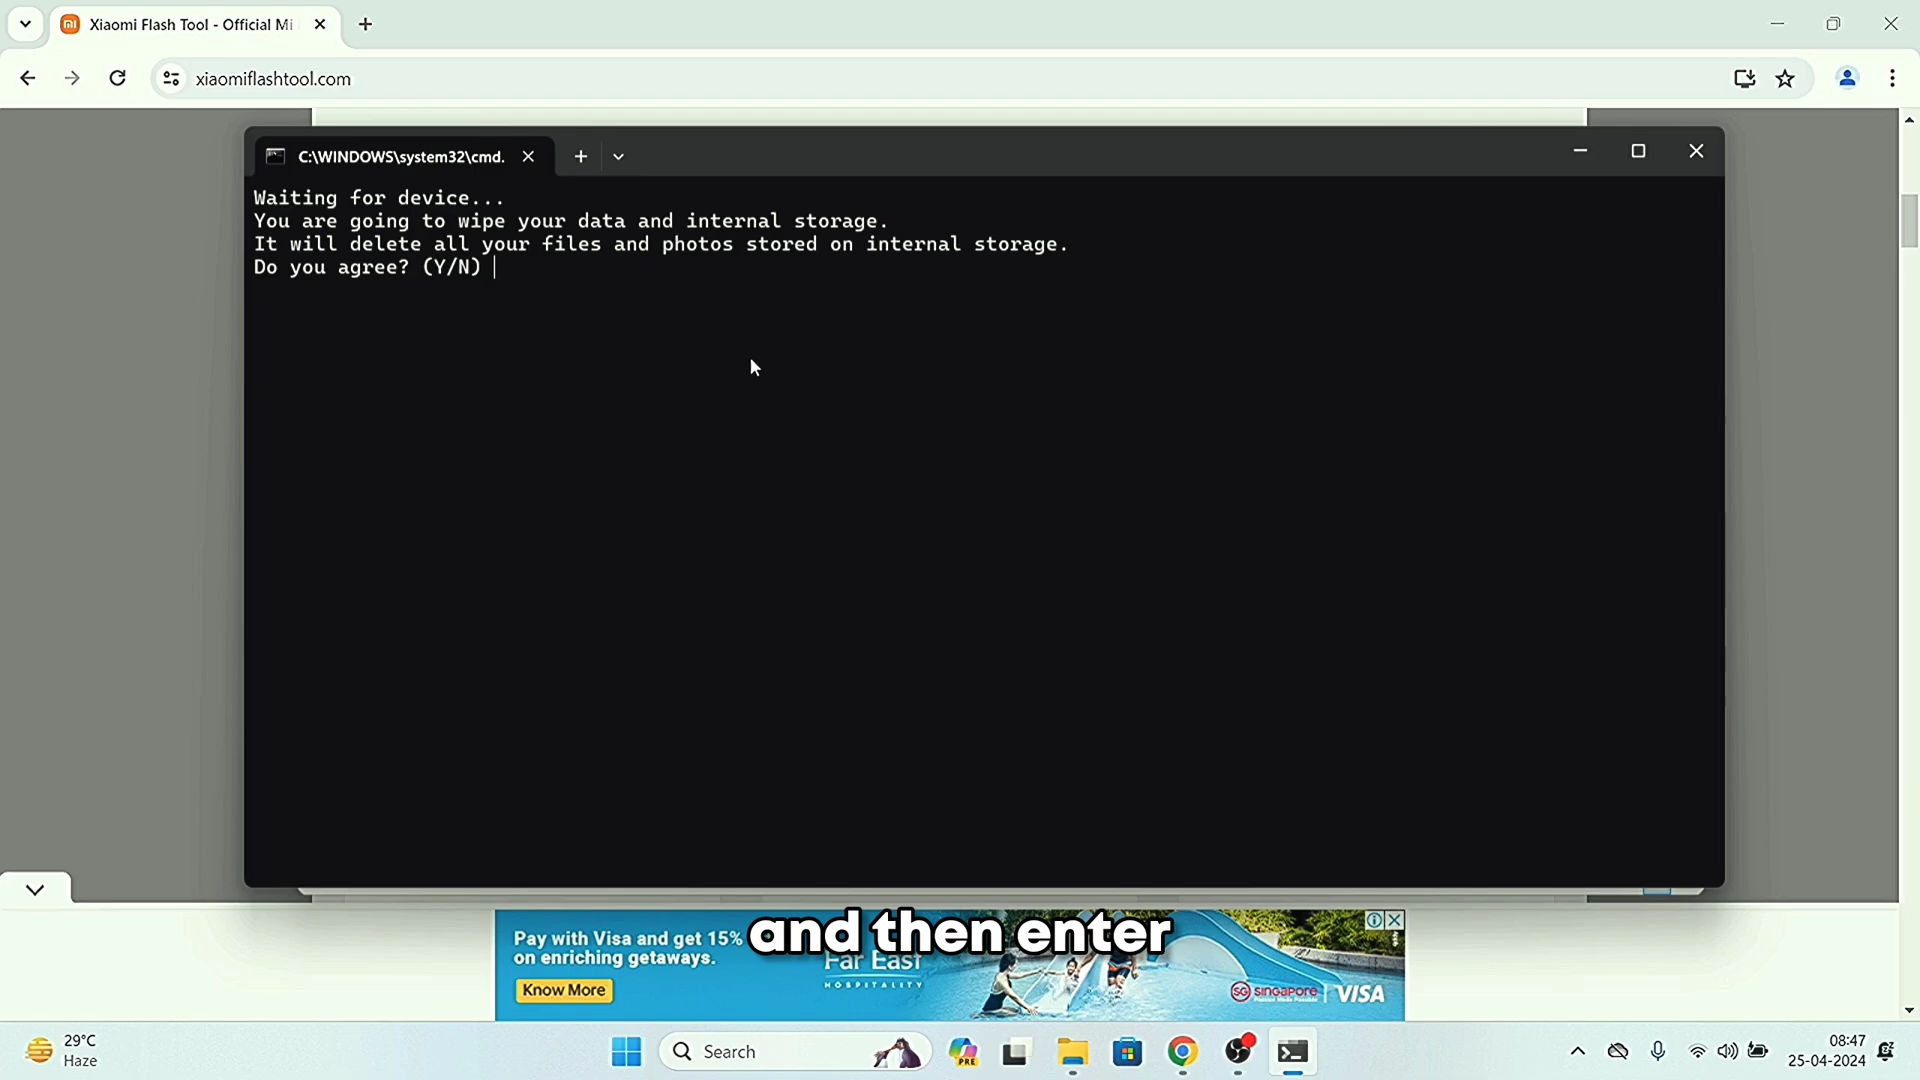 Xiaomi Flash Tool - Official Mi
xiaomiflashtool.com
C:\WINDOWS\system32\cmd.
Waiting for device...
You are going to wipe your data and internal storage.
It will delete all your files and photos stored on internal storage.
Do you agree? (Y/N)
and then enter
Pay with Visa and get 15%
on enriching getaways.
Know More
Far East
HOSPITALITY
SG SINGAPORE
VISA
29°C
Haze
Search
PRE
08:47
25-04-2024